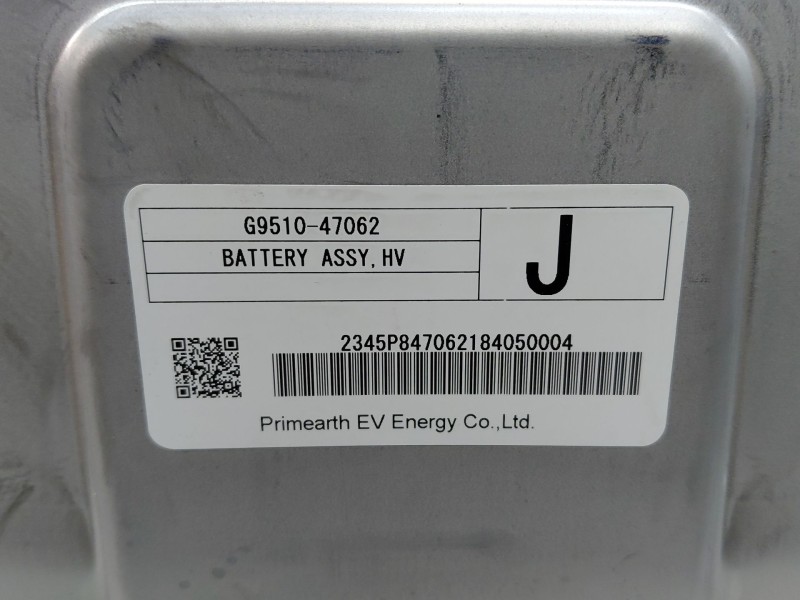 G9510-47062
BATTERY ASSY,HV
J
2345P847062184050004
Primearth EV Energy Co.,Ltd.